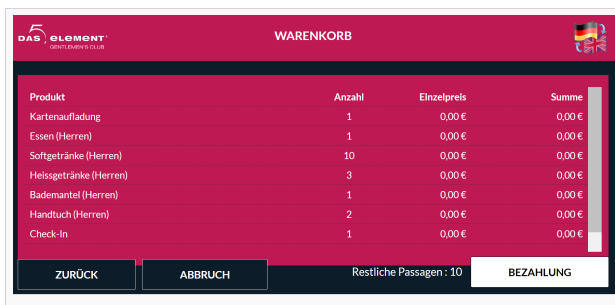 5
DAS ELEMENT
GENTLEMEN'S CLUB
WARENKORB
Produkt Anzahl Einzelpreis Summe
Kartenaufladung 1 0,00 € 0,00 €
Essen (Herren) 1 0,00 € 0,00 €
Softgetränke (Herren) 10 0,00 € 0,00 €
Heissgetränke (Herren) 3 0,00 € 0,00 €
Bademantel (Herren) 1 0,00 € 0,00 €
Handtuch (Herren) 2 0,00 € 0,00 €
Check-In 1 0,00 € 0,00 €
ZURÜCK ABBRUCH Restliche Passagen : 10 BEZAHLUNG